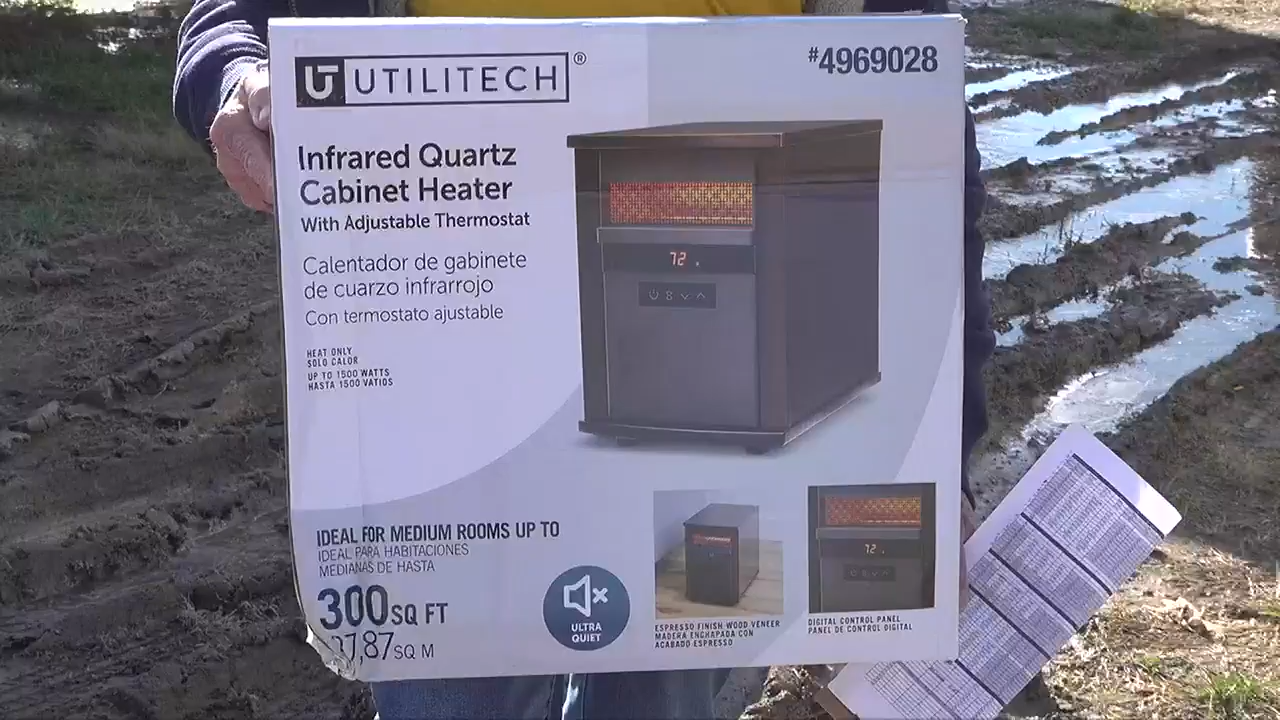 UTILITECH®
#4969028
Infrared Quartz
Cabinet Heater
With Adjustable Thermostat
Calentador de gabinete
de cuarzo infrarrojo
Con termostato ajustable
HEAT ONLY
SOLO CALOR
UP TO 1500 WATTS
HASTA 1500 VATIOS
72
IDEAL FOR MEDIUM ROOMS UP TO
IDEAL PARA HABITACIONES
MEDIANAS DE HASTA
300 SQ FT
7,87 SQ M
ULTRA
QUIET
ESPRESSO FINISH WOOD VENEER
MADERA ENCHAPADA CON
ACABADO ESPRESSO
72
DIGITAL CONTROL PANEL
PANEL DE CONTROL DIGITAL